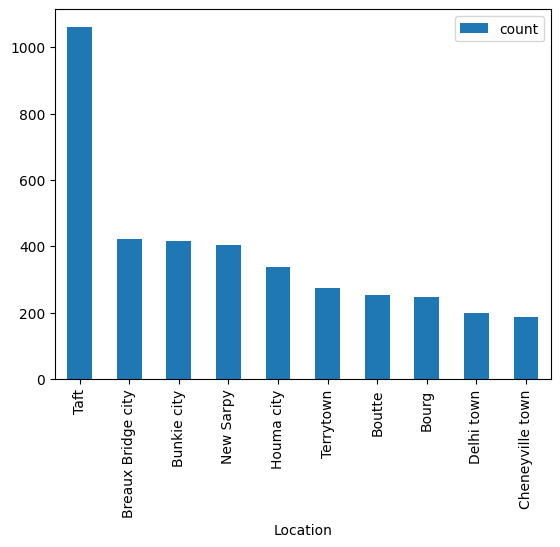 count
1000
800
600
400
200
0
Taft
Breaux Bridge city
Bunkie city
New Sarpy
Houma city
Terrytown
Boutte
Bourg
Delhi town
Cheneyville town
Location